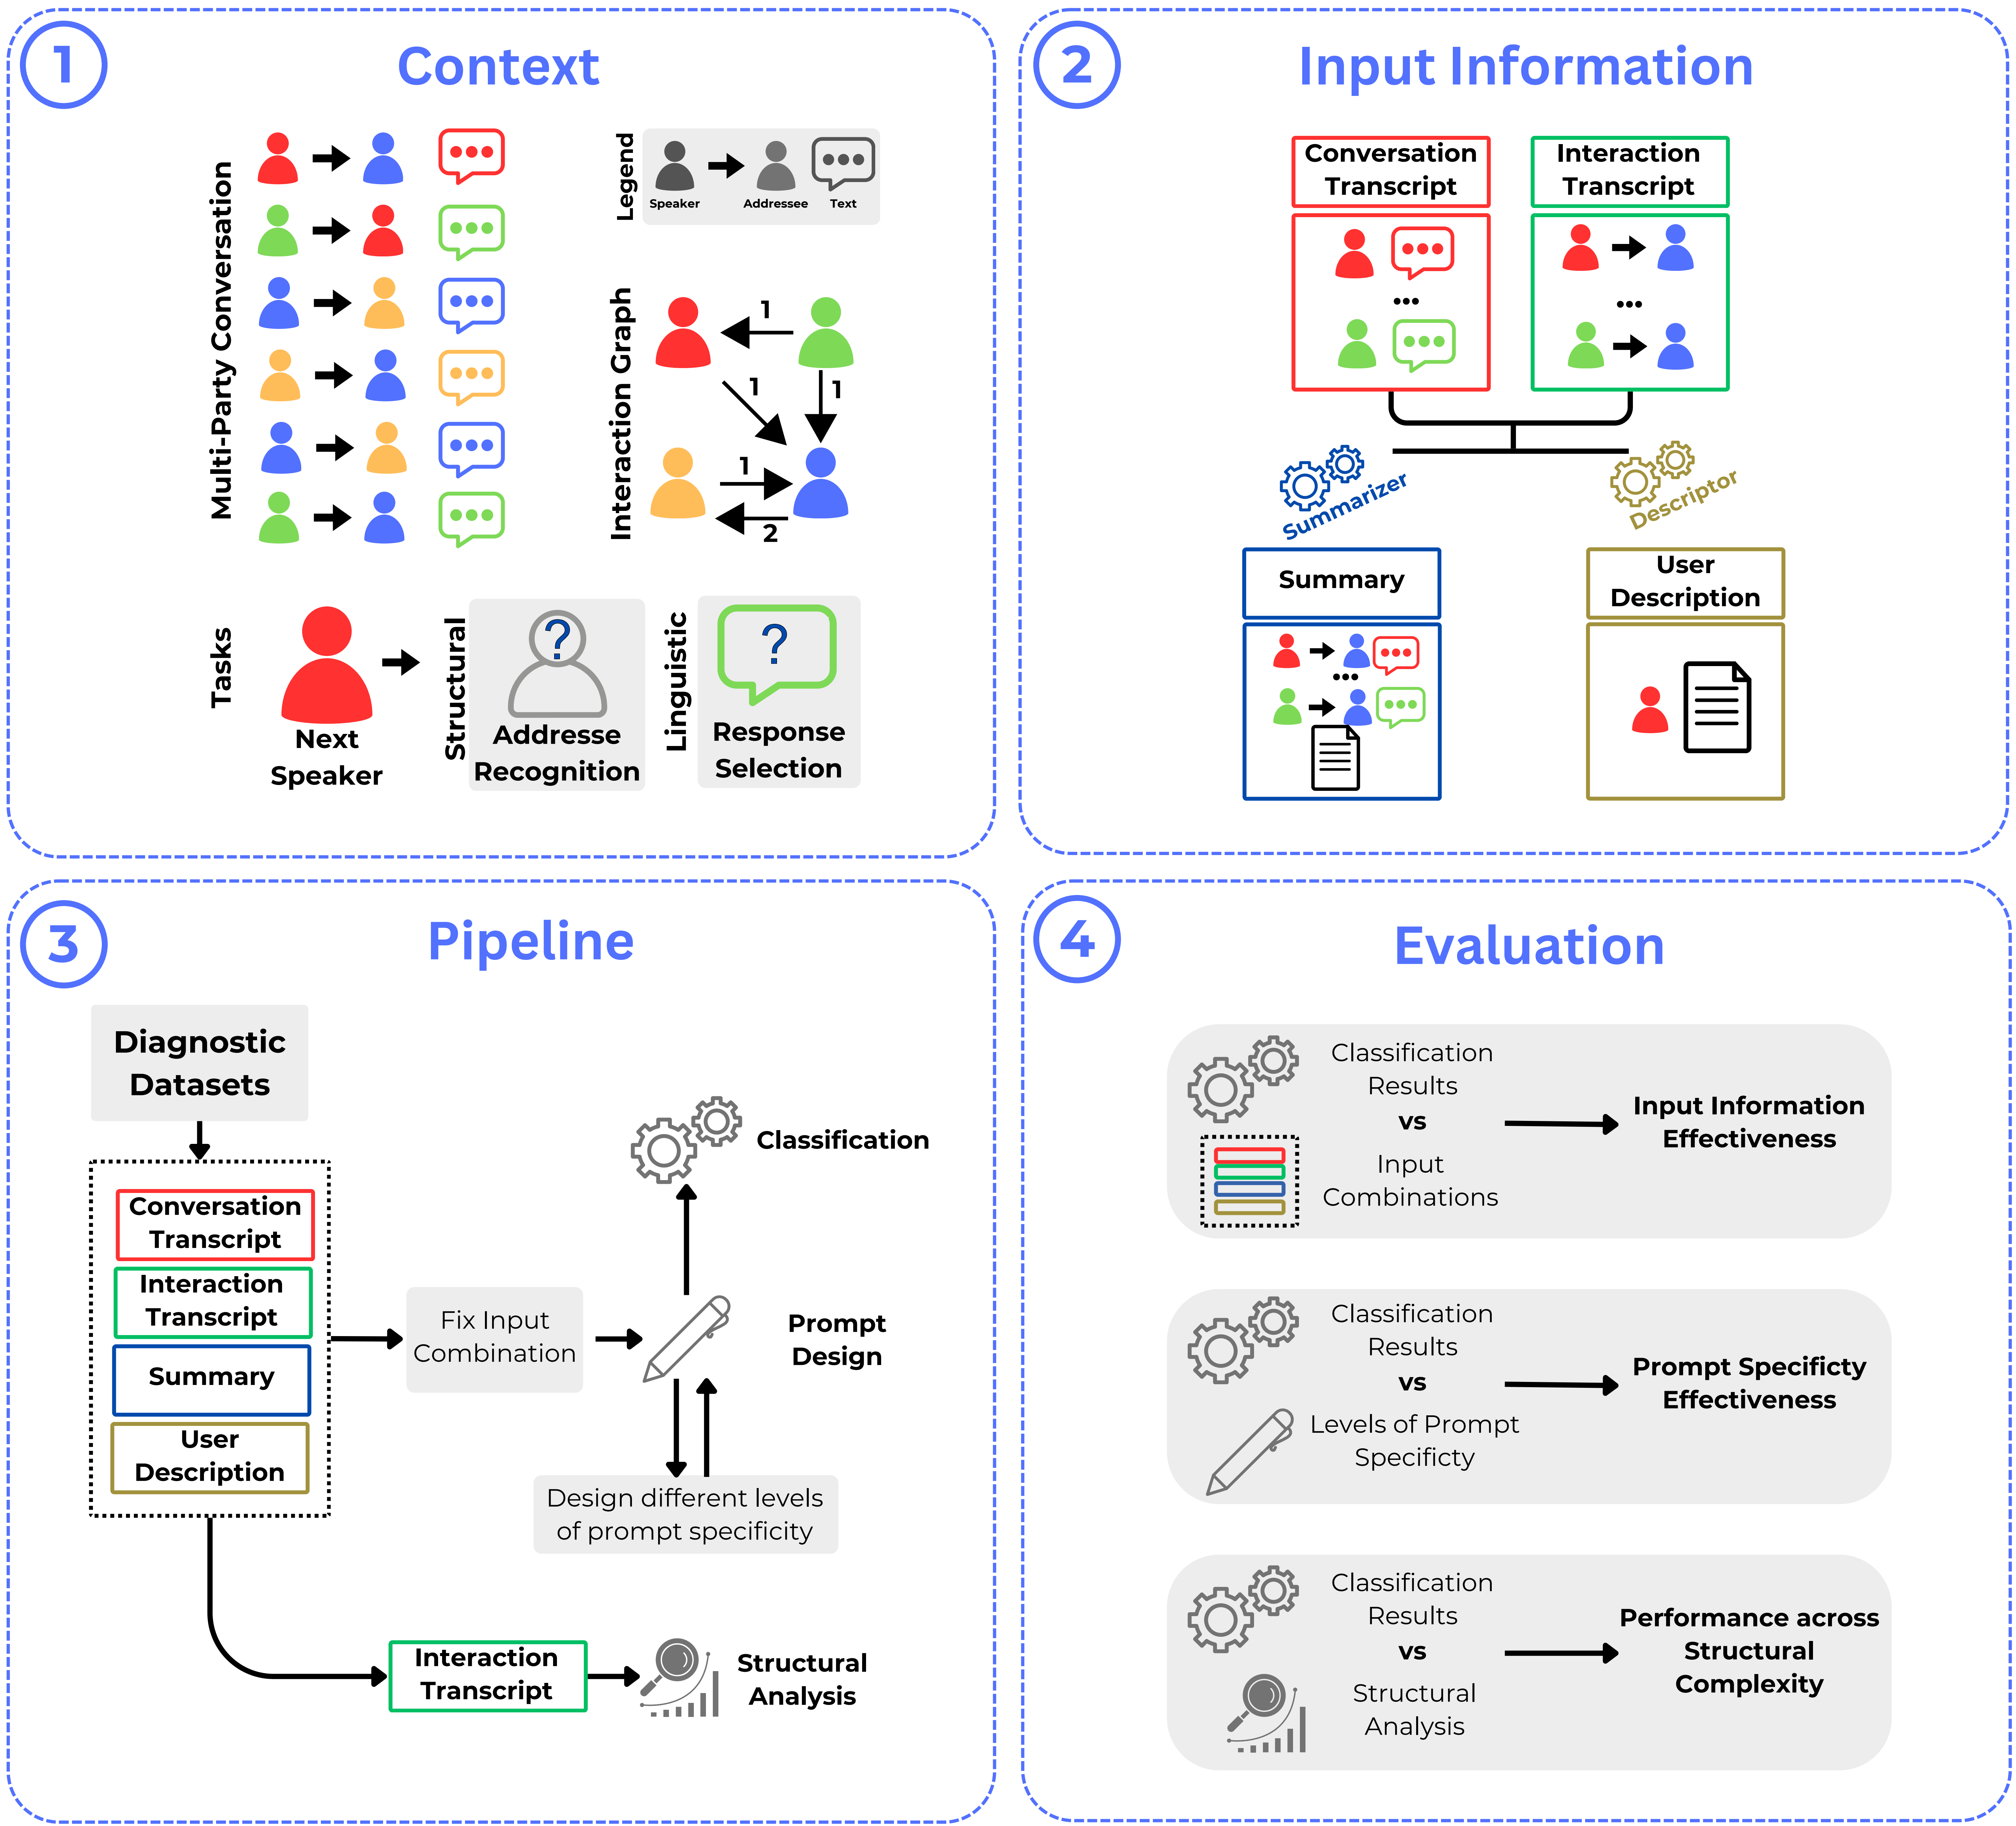 1
Context
Multi-Party Conversation
Legend
Speaker
Addressee
Text
Interaction Graph
1
1
1
1
2
Tasks
Next
Speaker
Structural
?
Addresse
Recognition
Linguistic
?
Response
Selection
2
Input Information
Conversation
Transcript
Interaction
Transcript
Summarizer
Descriptor
Summary
User
Description
3
Pipeline
Diagnostic
Datasets
Conversation
Transcript
Interaction
Transcript
Summary
User
Description
Fix Input
Combination
Classification
Prompt
Design
Design different levels
of prompt specificity
Interaction
Transcript
Structural
Analysis
4
Evaluation
Classification
Results
vs
Input
Combinations
Input Information
Effectiveness
Classification
Results
vs
Levels of Prompt
Specificty
Prompt Specificty
Effectiveness
Classification
Results
vs
Structural
Analysis
Performance across
Structural
Complexity